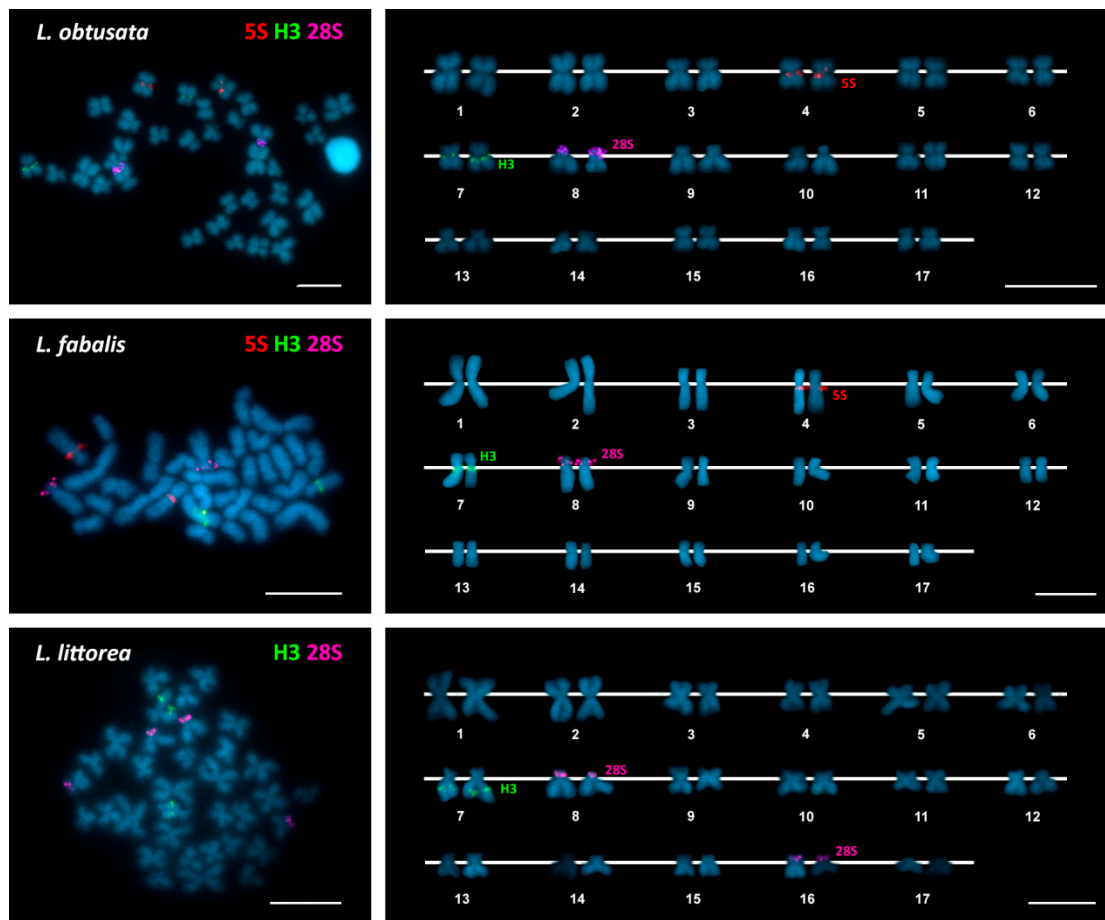 L. obtusata 5S H3 28S
5S
1 2 3 4 5 6
28S
H3
7 8 9 10 11 12
13 14 15 16 17
L. fabalis 5S H3 28S
5S
1 2 3 4 5 6
H3 28S
7 8 9 10 11 12
13 14 15 16 17
L. littorea H3 28S
1 2 3 4 5 6
28S
H3
7 8 9 10 11 12
28S
13 14 15 16 17